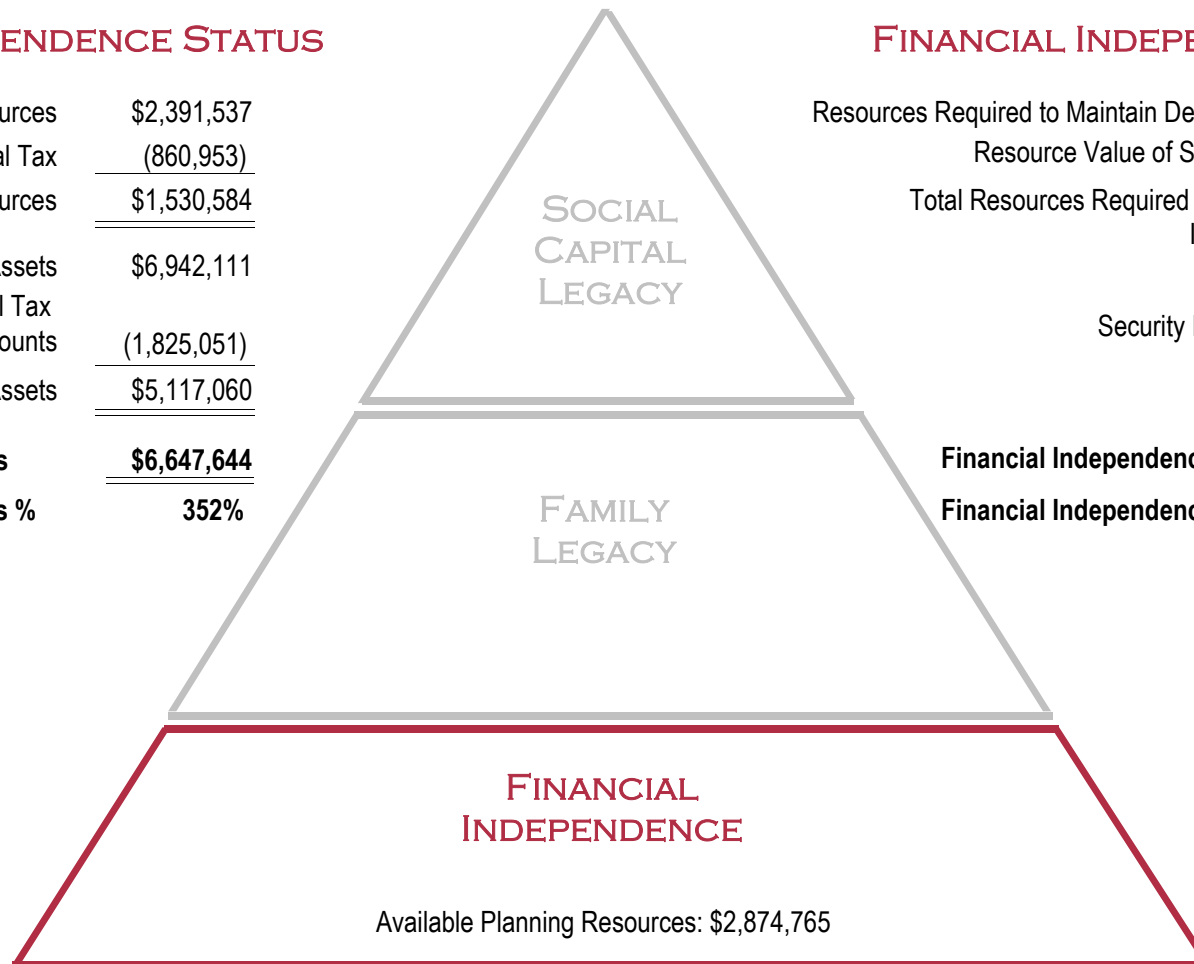 ENDENCE STATUS
urces $2,391,537
al Tax (860,953)
urces $1,530,584
Assets $6,942,111
l Tax
ounts (1,825,051)
Assets $5,117,060
s $6,647,644
s % 352%
SOCIAL
CAPITAL
LEGACY
FAMILY
LEGACY
FINANCIAL
INDEPENDENCE
Available Planning Resources: $2,874,765
FINANCIAL INDEPE
Resources Required to Maintain De
Resource Value of S
Total Resources Required
Security
Financial Independenc
Financial Independenc